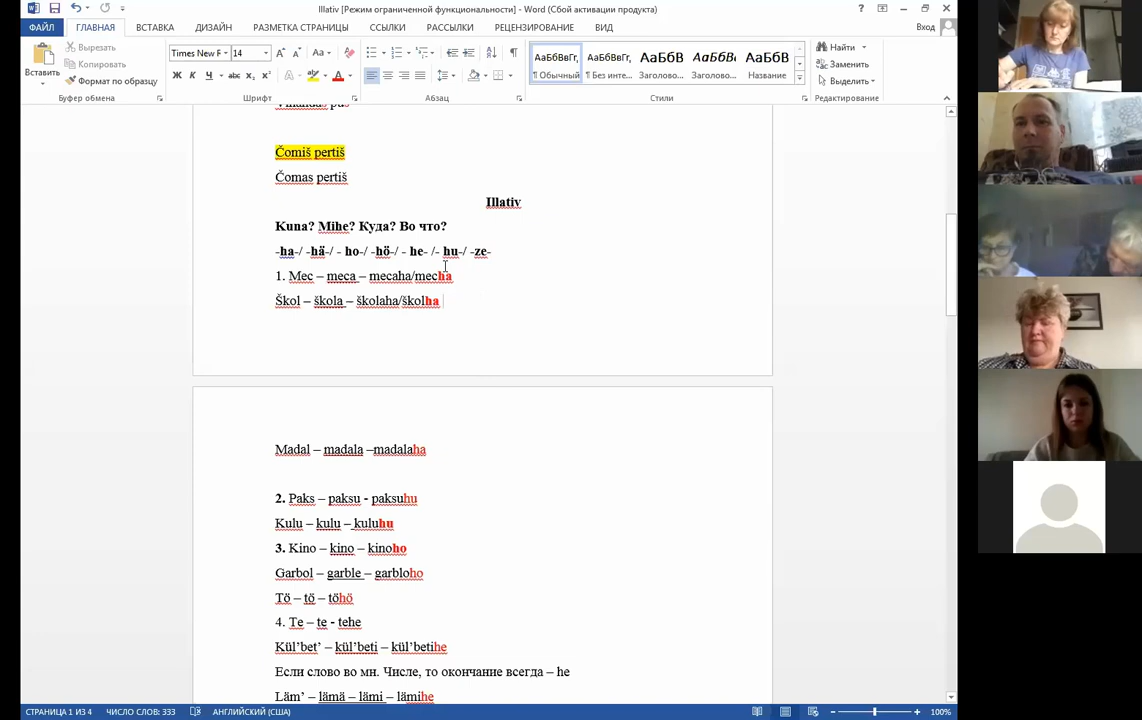 Illativ [Режим ограниченной функциональности] - Word (Сбой активации продукта)
ФАЙЛ ГЛАВНАЯ ВСТАВКА ДИЗАЙН РАЗМЕТКА СТРАНИЦЫ ССЫЛКИ РАССЫЛКИ РЕЦЕНЗИРОВАНИЕ ВИД Вход
Вставить
Вырезать
Копировать
Формат по образцу
Буфер обмена
Times New F 14
Ж К Ч abc x₂ x²
Шрифт
Абзац
АаБбВвГг, АаБбВвГг, АаБбВ АаБбВвГ АаБбВ
¶ Обычный ¶ Без инте... Заголово... Заголово... Название
Стили
Найти
Заменить
Выделить
Редактирование
Čomiš pertiš
Čomas pertiš
Illativ
Kuna? Mihe? Куда? Во что?
-ha-/ -hä-/ - ho-/ -hö-/ - he- /- hu-/ -ze-
1. Mec – meca – mecaha/mecha
Škol – škola – školaha/školha
Madal – madala –madalaha
2. Paks – paksu - paksuhu
Kulu – kulu – kuluhu
3. Kino – kino – kinoho
Garbol – garble – garbloho
Tö – tö – töhö
4. Te – te - tehe
Kül’bet’ – kül’beti – kül’betihe
Если слово во мн. Числе, то окончание всегда – he
Läm’ – lämä – lämi – lämihe
СТРАНИЦА 1 ИЗ 4 ЧИСЛО СЛОВ: 333 АНГЛИЙСКИЙ (США) 100%